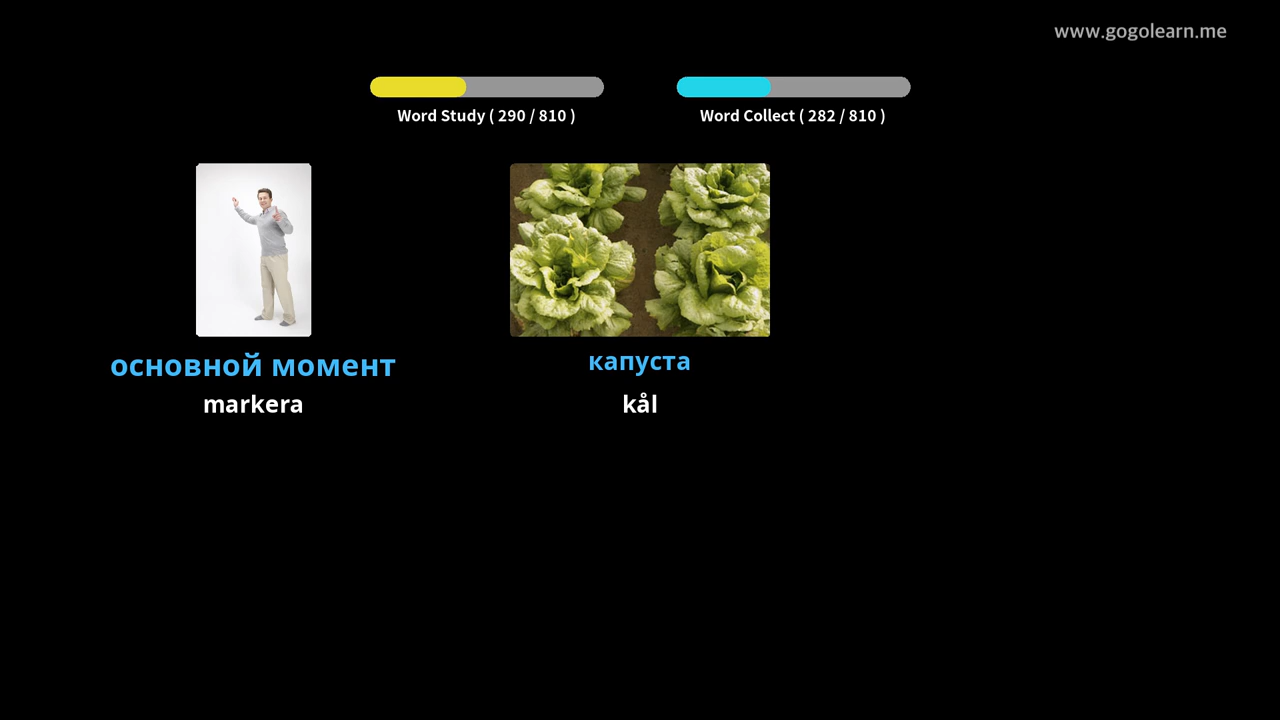 www.gogolearn.me
Word Study ( 290 / 810 )
Word Collect ( 282 / 810 )
основной момент
markera
капуста
kål